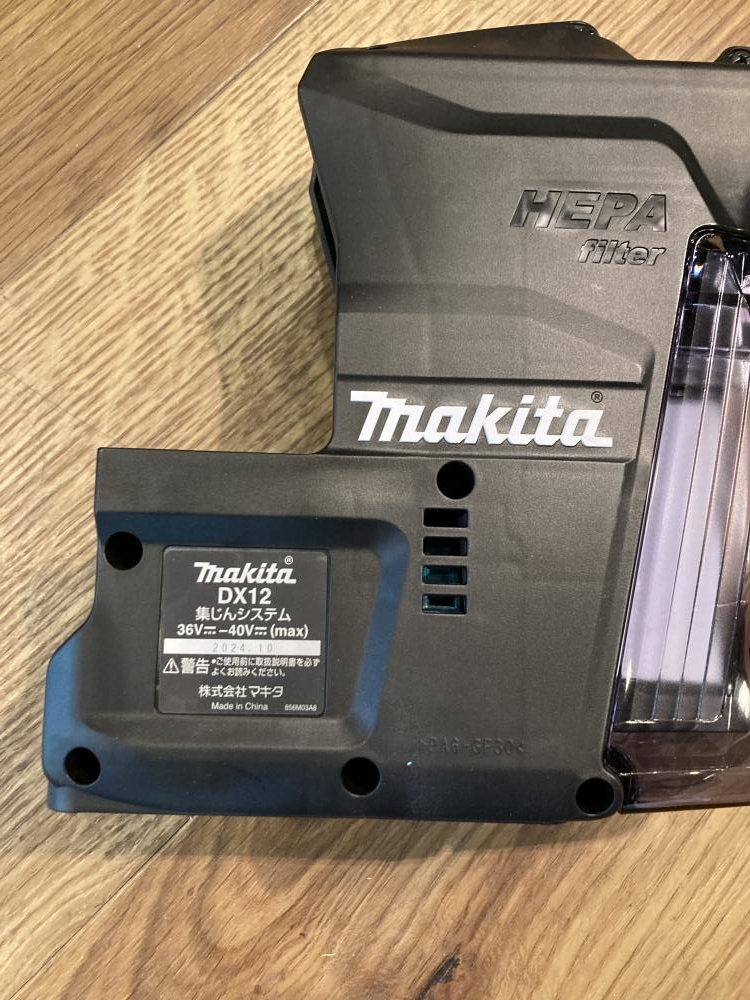 HEPA
filter
makita®
makita®
DX12
集じんシステム
36V⎓-40V⎓(max)
2024.10
⚠警告 •ご使用前に取扱説明書を必ず
よくお読みください。
株式会社マキタ
Made in China 856M03A8
>PA6-GF30<